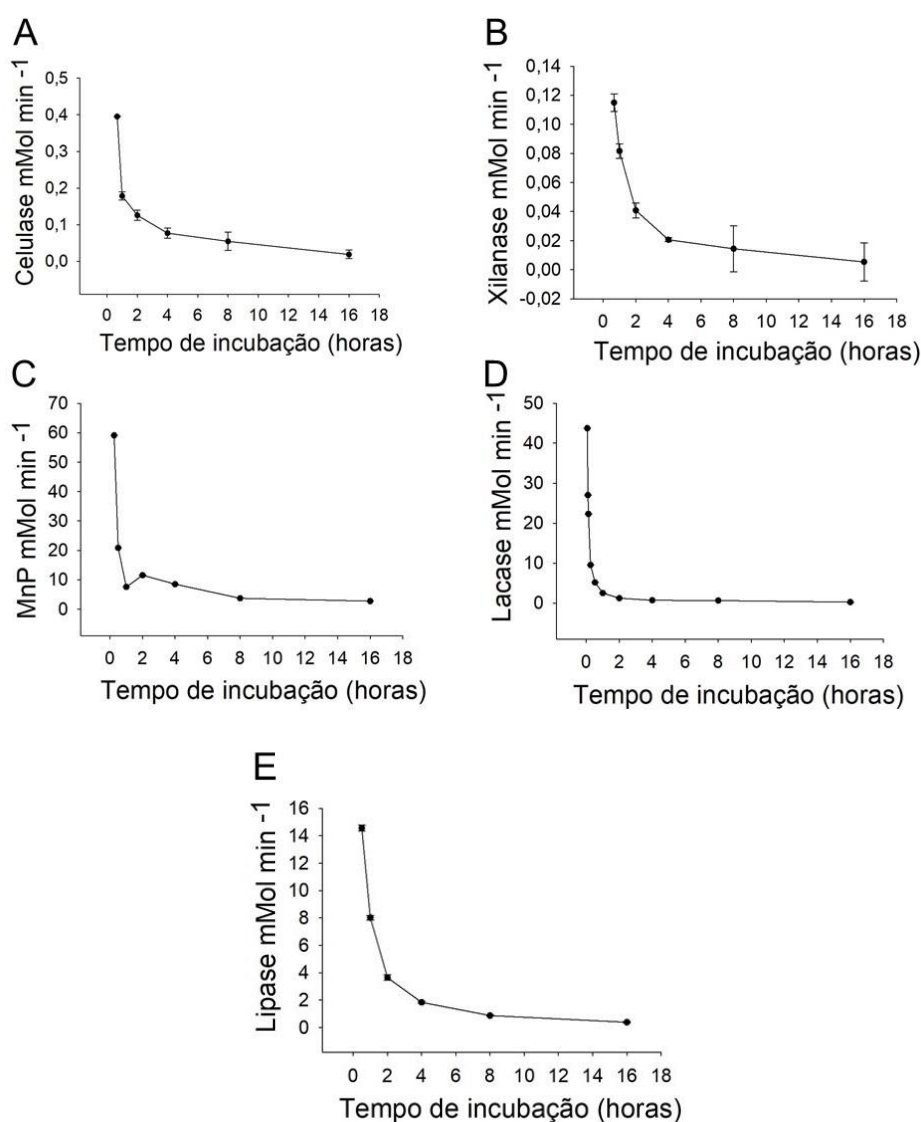 A
Celulase mMol min -1
0,5
0,4
0,3
0,2
0,1
0,0
0 2 4 6 8 10 12 14 16 18
Tempo de incubação (horas)
B
Xilanase mMol min -1
0,14
0,12
0,10
0,08
0,06
0,04
0,02
0,00
-0,02
0 2 4 6 8 10 12 14 16 18
Tempo de incubação (horas)
C
MnP mMol min -1
70
60
50
40
30
20
10
0
0 2 4 6 8 10 12 14 16 18
Tempo de incubação (horas)
D
Lacase mMol min -1
50
40
30
20
10
0
0 2 4 6 8 10 12 14 16 18
Tempo de incubação (horas)
E
Lipase mMol min -1
16
14
12
10
8
6
4
2
0
0 2 4 6 8 10 12 14 16 18
Tempo de incubação (horas)